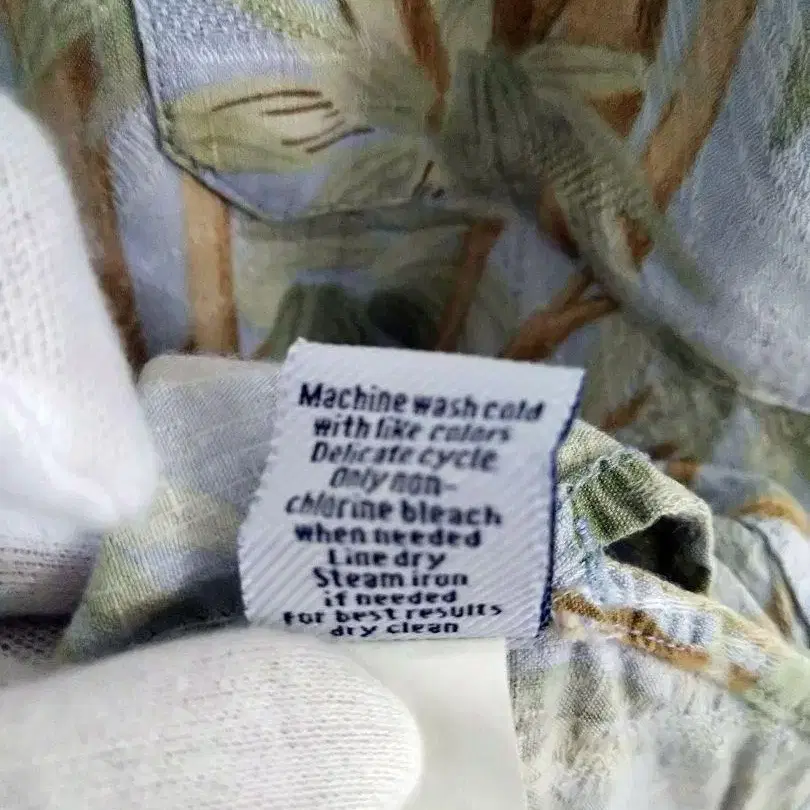 Machine wash cold
with like colors
Delicate cycle
Only non-
chlorine bleach
when needed
Line dry
Steam iron
if needed
For best results
dry clean